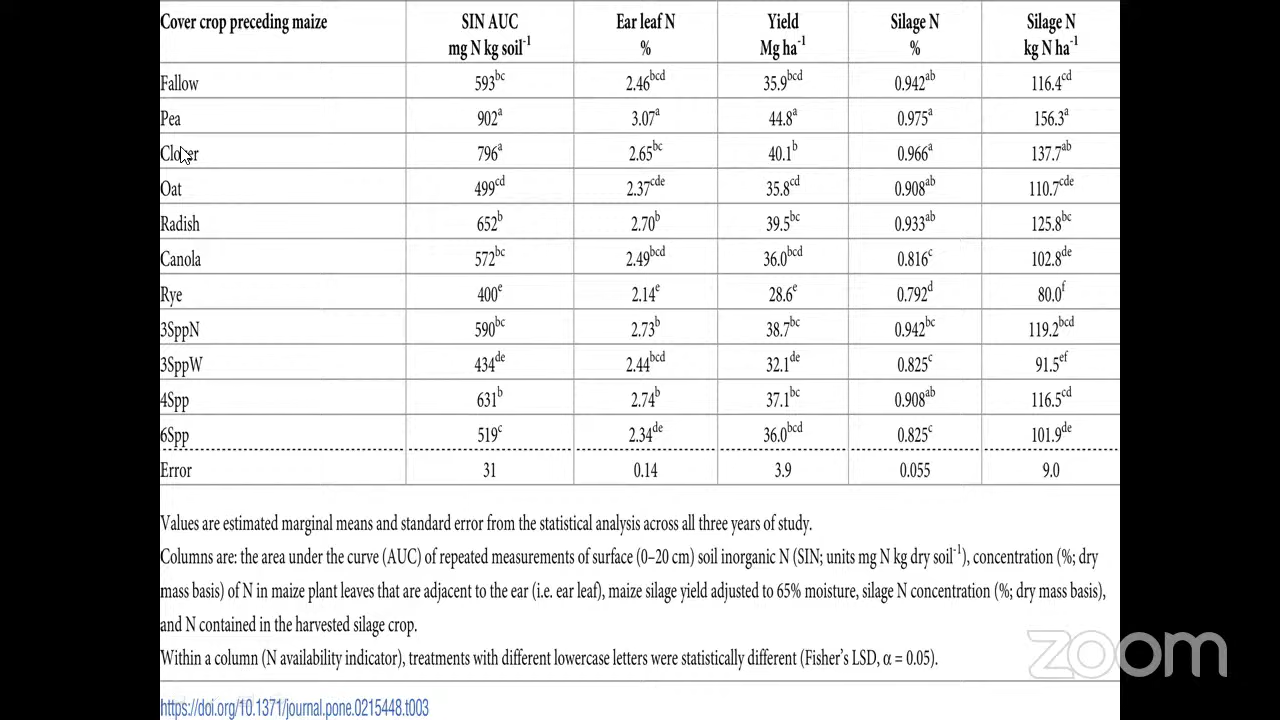 Cover crop preceding maize SIN AUC Ear leaf N Yield Silage N Silage N
mg N kg soil-1 % Mg ha-1 % kg N ha-1
Fallow 593bc 2.46bcd 35.9bcd 0.942ab 116.4cd
Pea 902a 3.07a 44.8a 0.975a 156.3a
Clover 796a 2.65bc 40.1b 0.966a 137.7ab
Oat 499cd 2.37cde 35.8cd 0.908ab 110.7cde
Radish 652b 2.70b 39.5bc 0.933ab 125.8bc
Canola 572bc 2.49bcd 36.0bcd 0.816c 102.8de
Rye 400e 2.14e 28.6e 0.792d 80.0f
3SppN 590bc 2.73b 38.7bc 0.942bc 119.2bcd
3SppW 434de 2.44bcd 32.1de 0.825c 91.5ef
4Spp 631b 2.74b 37.1bc 0.908ab 116.5cd
6Spp 519c 2.34de 36.0bcd 0.825c 101.9de
Error 31 0.14 3.9 0.055 9.0
Values are estimated marginal means and standard error from the statistical analysis across all three years of study.
Columns are: the area under the curve (AUC) of repeated measurements of surface (0–20 cm) soil inorganic N (SIN; units mg N kg dry soil-1), concentration (%; dry
mass basis) of N in maize plant leaves that are adjacent to the ear (i.e. ear leaf), maize silage yield adjusted to 65% moisture, silage N concentration (%; dry mass basis),
and N contained in the harvested silage crop.
Within a column (N availability indicator), treatments with different lowercase letters were statistically different (Fisher's LSD, α = 0.05).
https://doi.org/10.1371/journal.pone.0215448.t003
zoom